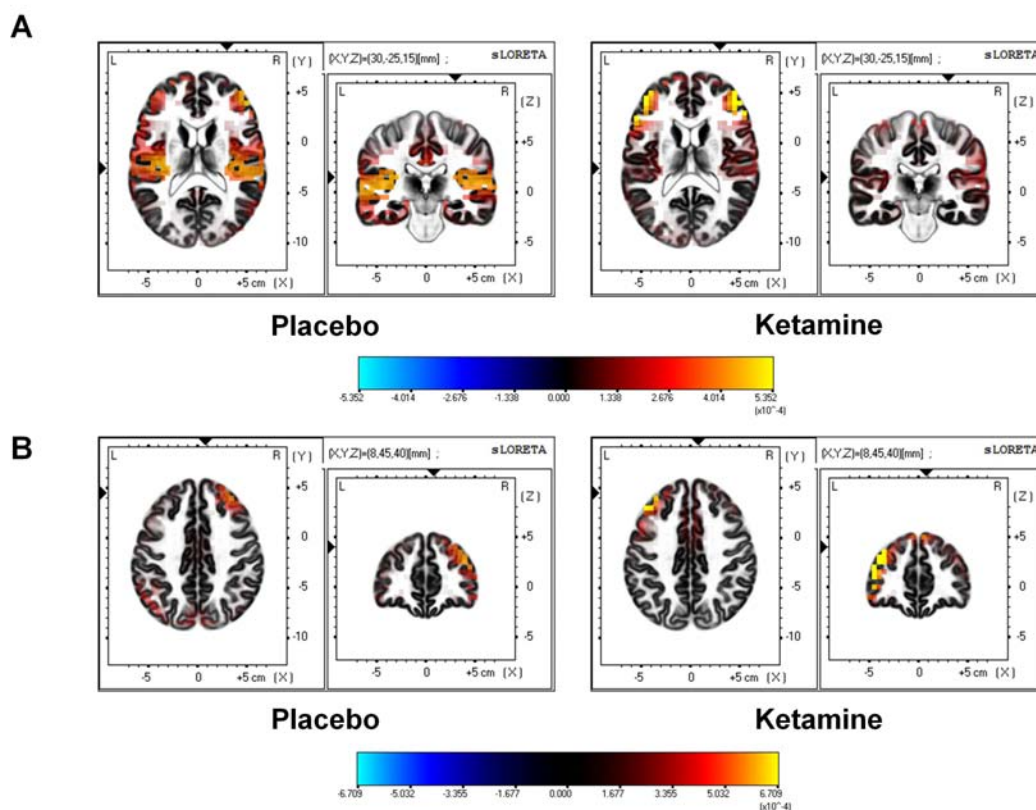 A
(X,Y,Z)=(30,-25,15)[mm] ; sLORETA
L R (Y)
L R (Z)
+5
0
-5
-10
+5
0
-5
-5 0 +5 cm (X)
-5 0 +5 cm (X)
(X,Y,Z)=(30,-25,15)[mm] ; sLORETA
L R (Y)
L R (Z)
+5
0
-5
-10
+5
0
-5
-5 0 +5 cm (X)
-5 0 +5 cm (X)
Placebo Ketamine
-5.352 -4.014 -2.676 -1.338 0.000 1.338 2.676 4.014 5.352
(x10^-4)
B
(X,Y,Z)=(8,45,40)[mm] ; sLORETA
L R (Y)
L R (Z)
+5
0
-5
-10
+5
0
-5
-5 0 +5 cm (X)
-5 0 +5 cm (X)
(X,Y,Z)=(8,45,40)[mm] ; sLORETA
L R (Y)
L R (Z)
+5
0
-5
-10
+5
0
-5
-5 0 +5 cm (X)
-5 0 +5 cm (X)
Placebo Ketamine
-6.709 -5.032 -3.355 -1.677 0.000 1.677 3.355 5.032 6.709
(x10^-4)